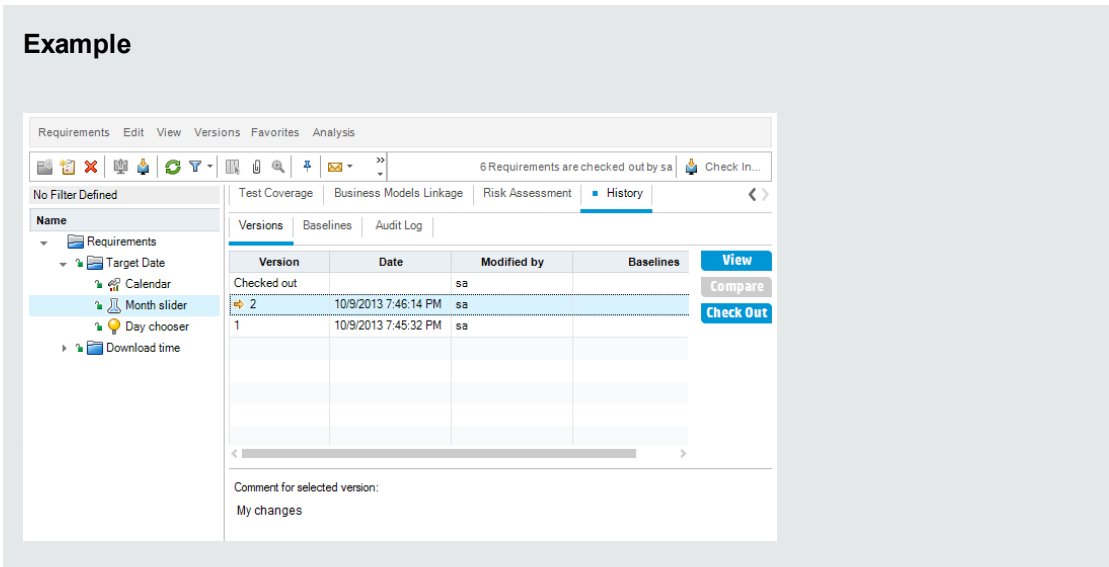 Example
Requirements Edit View Versions Favorites Analysis
6 Requirements are checked out by sa Check In...
No Filter Defined
Test Coverage Business Models Linkage Risk Assessment History
Name
Versions Baselines Audit Log
Requirements
Version Date Modified by Baselines View
Target Date
Calendar
Checked out sa Compare
Month slider
2 10/9/2013 7:46:14 PM sa
Check Out
Day chooser
1 10/9/2013 7:45:32 PM sa
Download time
Comment for selected version:
My changes